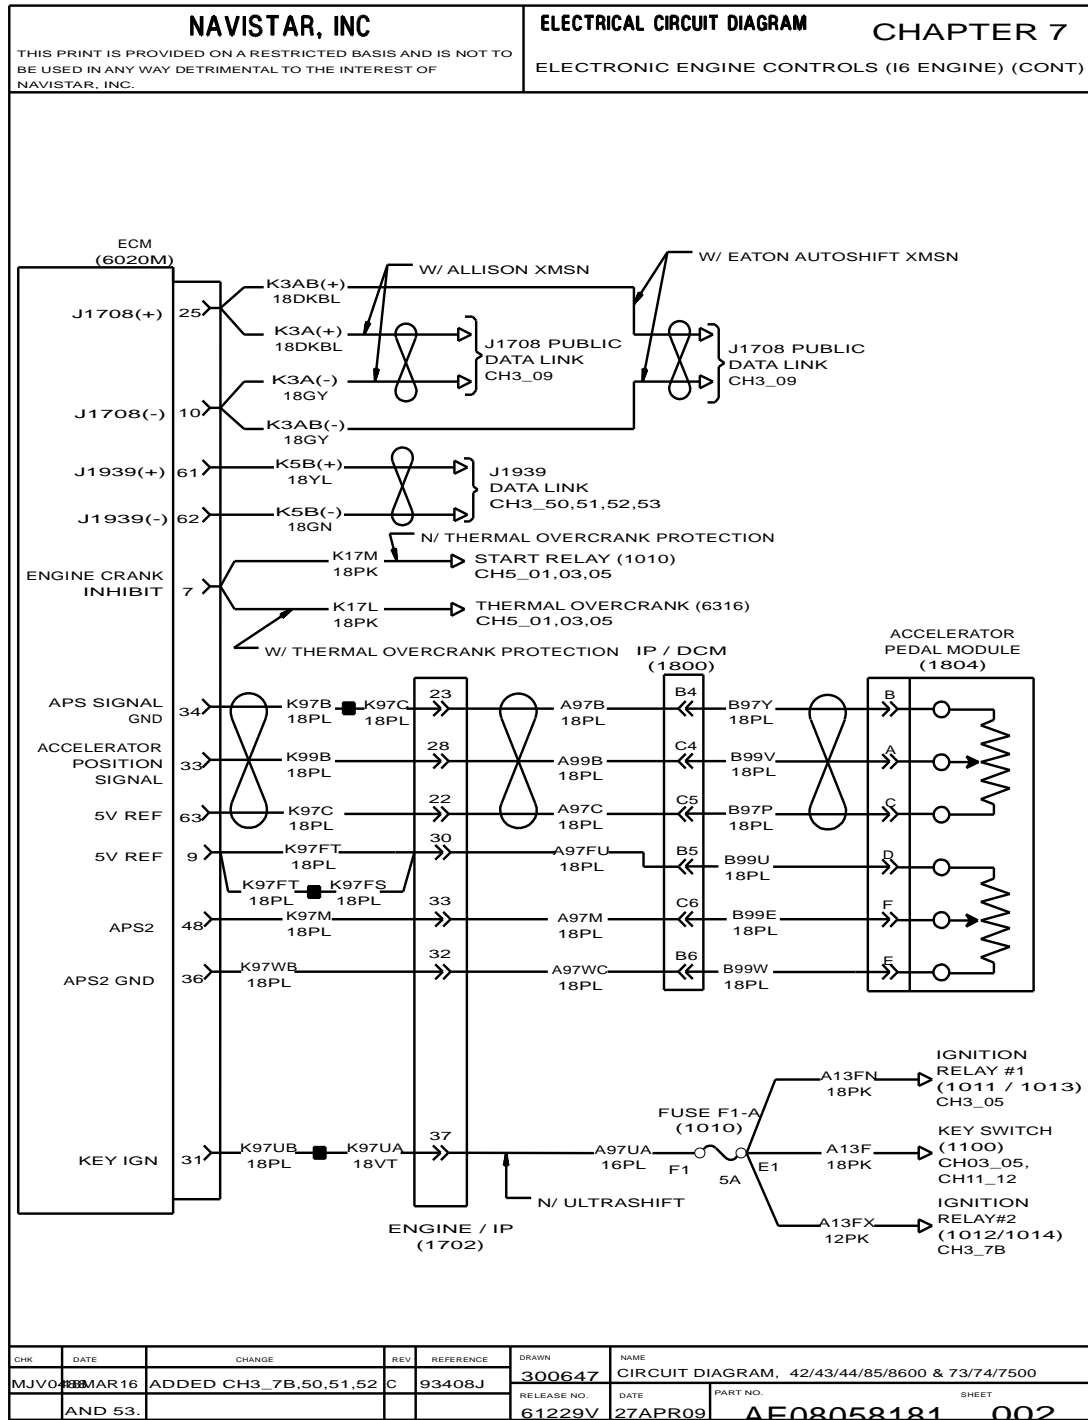 NAVISTAR, INC
THIS PRINT IS PROVIDED ON A RESTRICTED BASIS AND IS NOT TO
BE USED IN ANY WAY DETRIMENTAL TO THE INTEREST OF
NAVISTAR, INC.
ELECTRICAL CIRCUIT DIAGRAM
CHAPTER 7
ELECTRONIC ENGINE CONTROLS (I6 ENGINE) (CONT)
ECM
(6020M)
W/ ALLISON XMSN
W/ EATON AUTOSHIFT XMSN
J1708(+)
25
K3AB(+)
18DKBL
K3A(+)
18DKBL
J1708 PUBLIC
DATA LINK
CH3_09
J1708 PUBLIC
DATA LINK
CH3_09
K3A(-)
18GY
J1708(-)
10
K3AB(-)
18GY
J1939(+)
61
K5B(+)
18YL
J1939
DATA LINK
CH3_50,51,52,53
J1939(-)
62
K5B(-)
18GN
N/ THERMAL OVERCRANK PROTECTION
ENGINE CRANK
INHIBIT
7
K17M
18PK
START RELAY (1010)
CH5_01,03,05
K17L
18PK
THERMAL OVERCRANK (6316)
CH5_01,03,05
W/ THERMAL OVERCRANK PROTECTION
IP / DCM
(1800)
ACCELERATOR
PEDAL MODULE
(1804)
APS SIGNAL
GND
34
K97B
18PL
K97C
18PL
23
A97B
18PL
B4
B97Y
18PL
B
ACCELERATOR
POSITION
SIGNAL
33
K99B
18PL
28
A99B
18PL
C4
B99V
18PL
A
5V REF
63
K97C
18PL
22
A97C
18PL
C5
B97P
18PL
C
5V REF
9
K97FT
18PL
30
A97FU
18PL
B5
B99U
18PL
D
K97FT
18PL
K97FS
18PL
APS2
48
K97M
18PL
33
A97M
18PL
C6
B99E
18PL
F
APS2 GND
36
K97WB
18PL
32
A97WC
18PL
B6
B99W
18PL
E
KEY IGN
31
K97UB
18PL
K97UA
18VT
37
N/ ULTRASHIFT
A97UA
16PL
FUSE F1-A
(1010)
F1
5A
E1
A13FN
18PK
IGNITION
RELAY #1
(1011 / 1013)
CH3_05
A13F
18PK
KEY SWITCH
(1100)
CH03_05,
CH11_12
A13FX
12PK
IGNITION
RELAY#2
(1012/1014)
CH3_7B
ENGINE / IP
(1702)
CHK
DATE
CHANGE
REV
REFERENCE
MJV
MAR16
ADDED CH3_7B,50,51,52
C
93408J
AND 53.
DRAWN
300647
NAME
CIRCUIT DIAGRAM, 42/43/44/85/8600 & 73/74/7500
RELEASE NO.
61229V
DATE
27APR09
PART NO.
AE08058181
SHEET
002